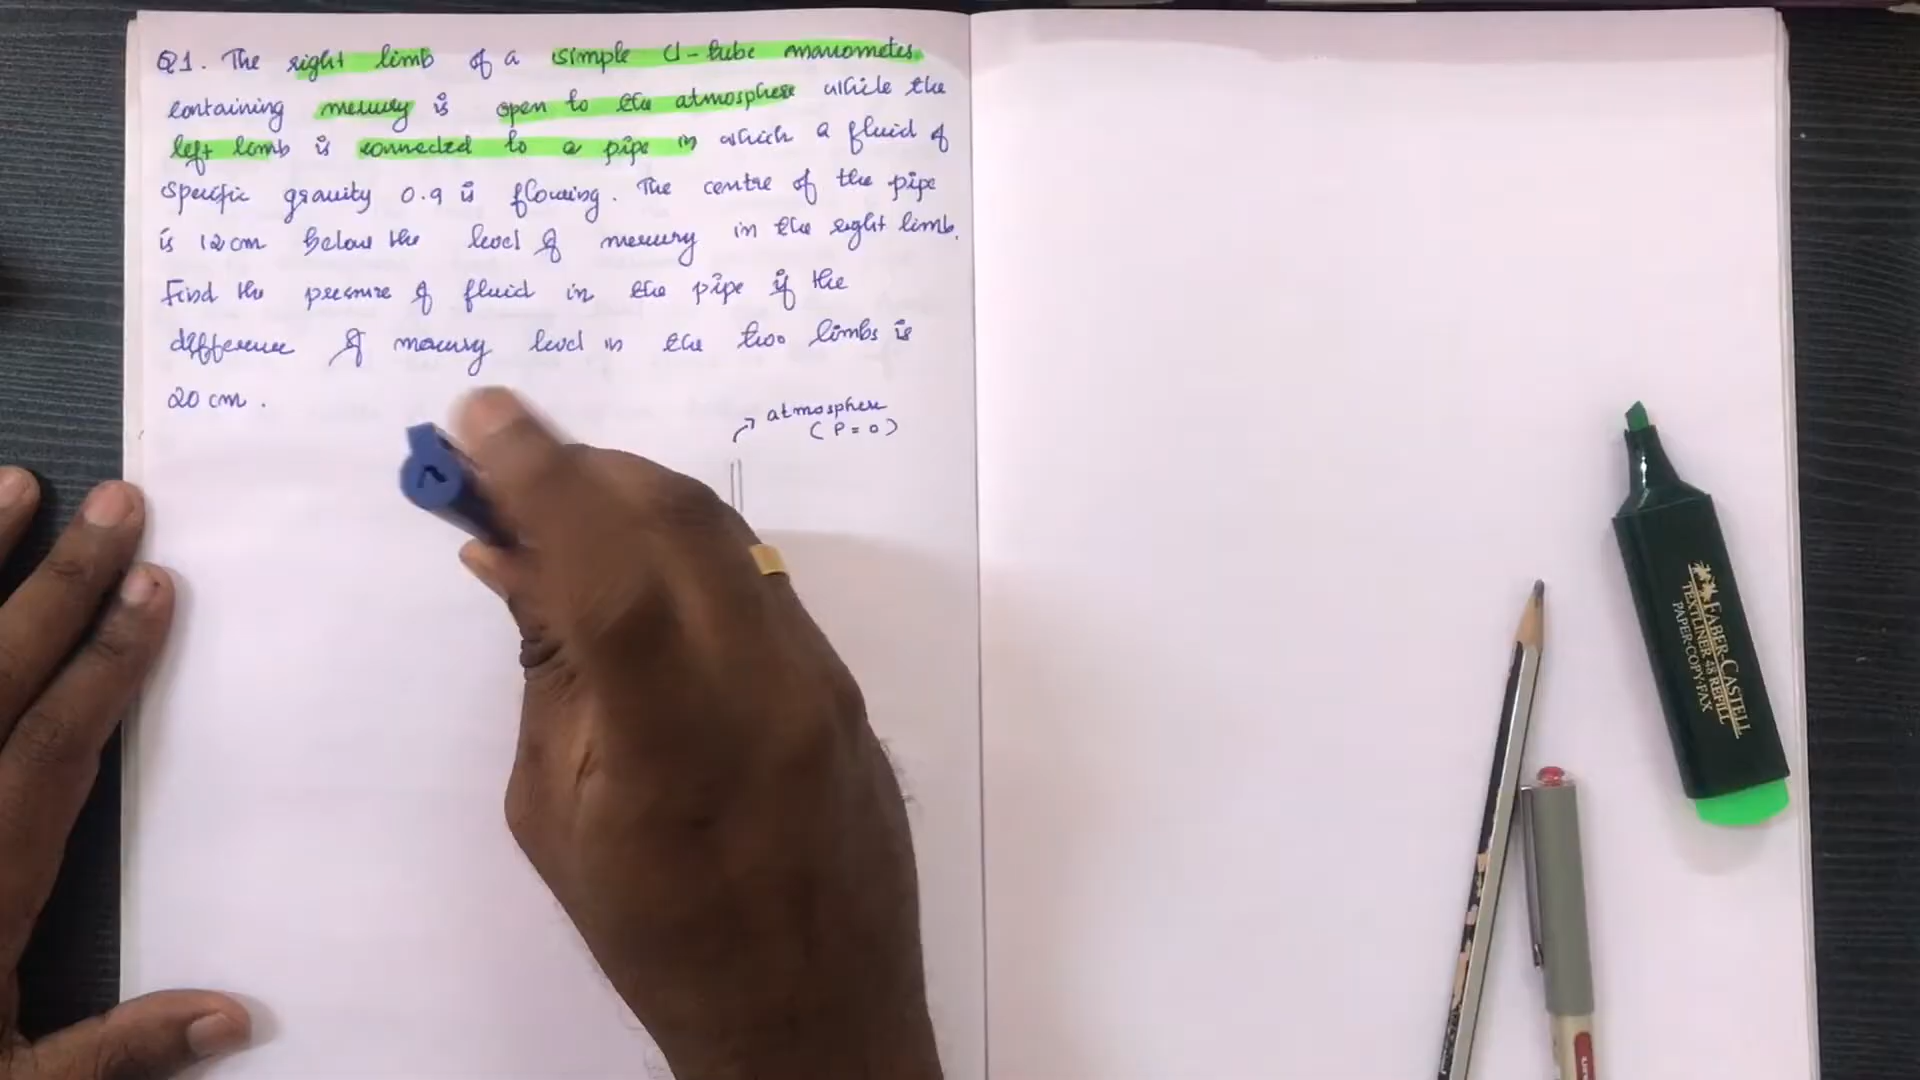 Q1. The right limb of a simple U-tube manometer
containing mercury is open to the atmosphere while the
left limb is connected to a pipe in which a fluid of
specific gravity 0.9 is flowing. The centre of the pipe
is 12cm below the level of mercury in the right limb.
Find the pressure of fluid in the pipe if the
difference of mercury level in the two limbs is
20 cm.
atmosphere
(P=0)
FABER-CASTELL
TEXTLINER 48 REFILL
PAPER·COPY·FAX